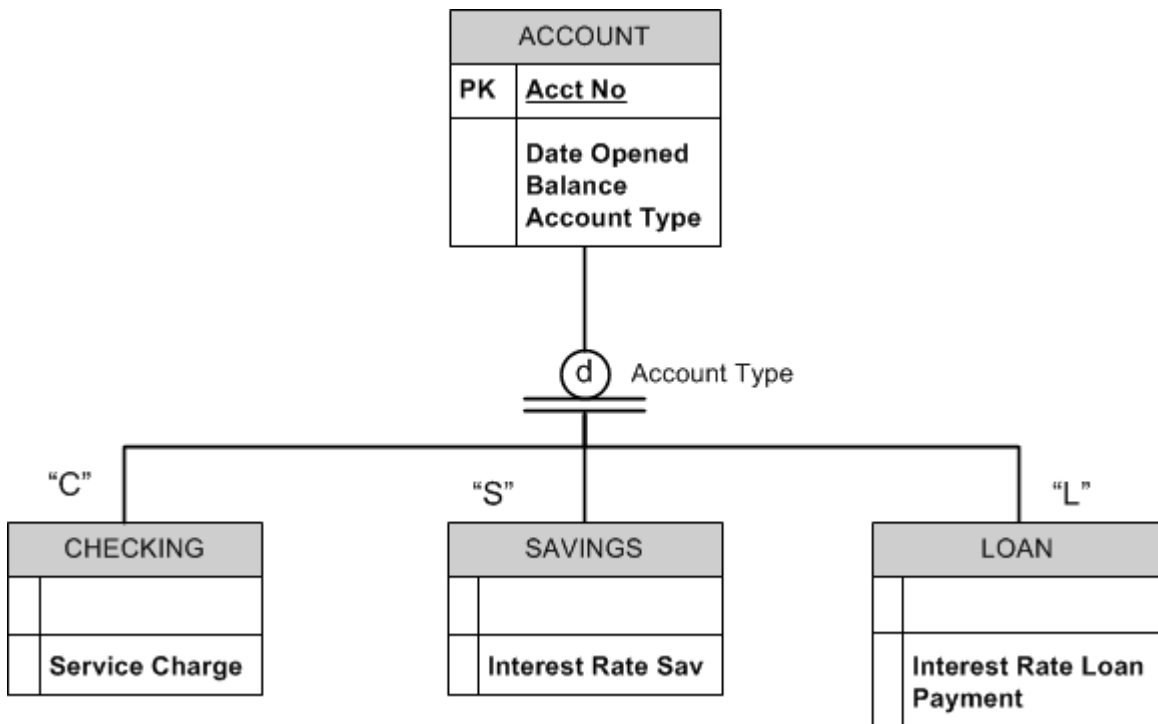 ACCOUNT
PK Acct No
Date Opened
Balance
Account Type
d Account Type
“C”
“S”
“L”
CHECKING
SAVINGS
LOAN
Service Charge
Interest Rate Sav
Interest Rate Loan
Payment